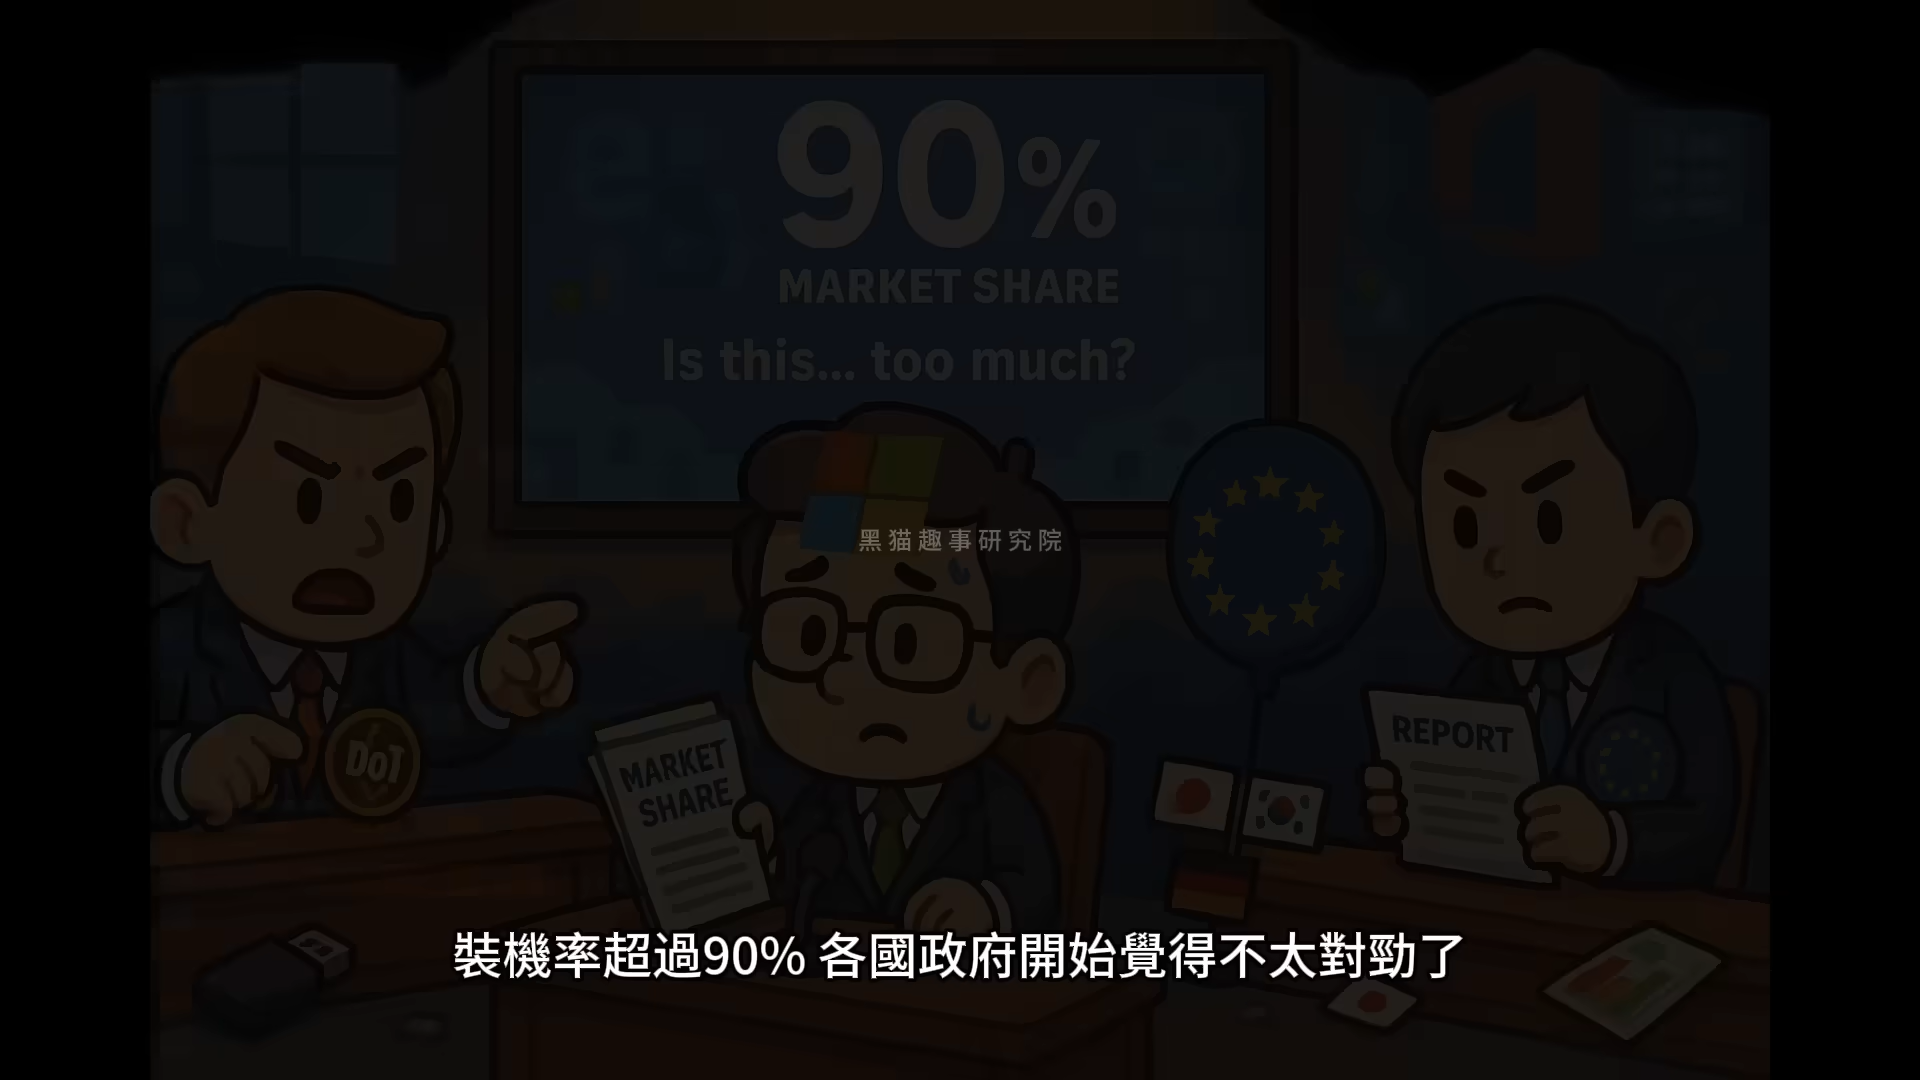 90%
MARKET SHARE
Is this... too much?
黑猫趣事研究院
REPORT
MARKET
SHARE
DoT
裝機率超過90% 各國政府開始覺得不太對勁了